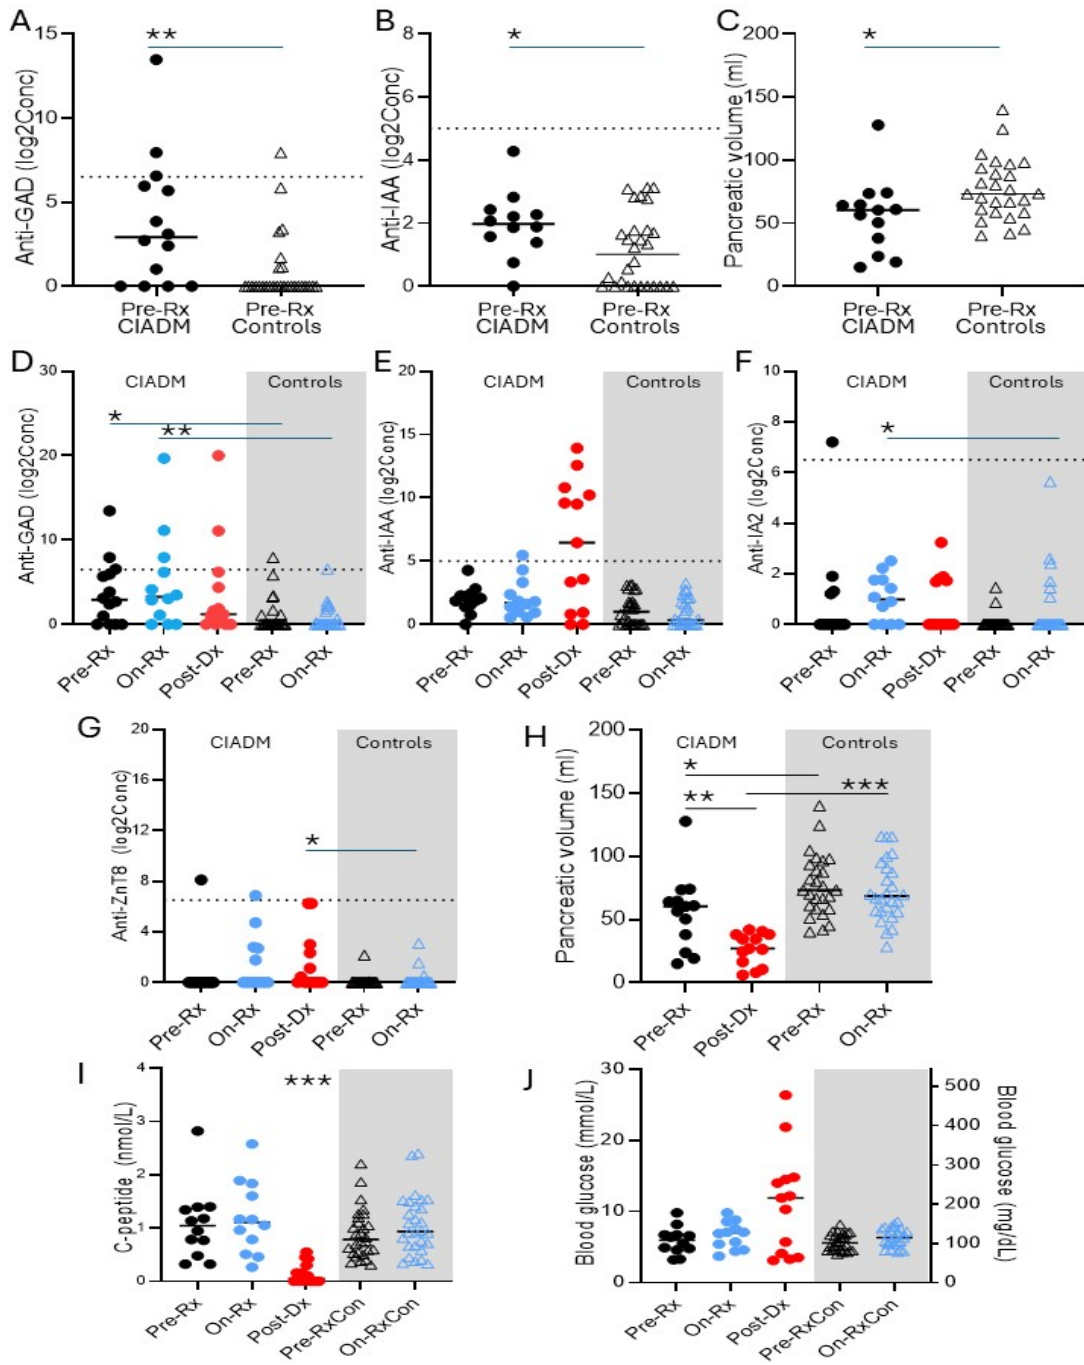 A
Anti-GAD (log2Conc)
15
10
5
0
**
Pre-Rx
CIADM
Pre-Rx
Controls
B
Anti-IAA (log2Conc)
8
6
4
2
0
*
Pre-Rx
CIADM
Pre-Rx
Controls
C
Pancreatic volume (ml)
200
150
100
50
0
*
Pre-Rx
CIADM
Pre-Rx
Controls
D
Anti-GAD (log2Conc)
30
20
10
0
CIADM
Controls
*
**
Pre-Rx
On-Rx
Post-Dx
Pre-Rx
On-Rx
E
Anti-IAA (log2Conc)
20
15
10
5
0
CIADM
Controls
Pre-Rx
On-Rx
Post-Dx
Pre-Rx
On-Rx
F
Anti-IA2 (log2Conc)
10
8
6
4
2
0
CIADM
Controls
*
Pre-Rx
On-Rx
Post-Dx
Pre-Rx
On-Rx
G
Anti-ZnT8 (log2Conc)
20
16
12
8
4
0
CIADM
Controls
*
Pre-Rx
On-Rx
Post-Dx
Pre-Rx
On-Rx
H
Pancreatic volume (ml)
200
150
100
50
0
CIADM
Controls
*
**
***
Pre-Rx
Post-Dx
Pre-Rx
On-Rx
I
C-peptide (nmol/L)
4
3
2
1
0
***
Pre-Rx
On-Rx
Post-Dx
Pre-RxCon
On-RxCon
J
Blood glucose (mmol/L)
30
20
10
0
500
400
300
200
100
0
Blood glucose (mg/dL)
Pre-Rx
On-Rx
Post-Dx
Pre-RxCon
On-RxCon